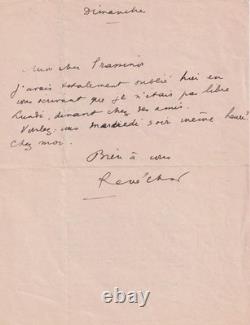 Dimanche
Mon cher Prassinos
J'avais totalement oublié hier en
vous écrivant que je n'étais pas libre
lundi, dînant chez des amis.
Voulez-vous mardi soir même heure
chez moi.
Bien à vous
René Char